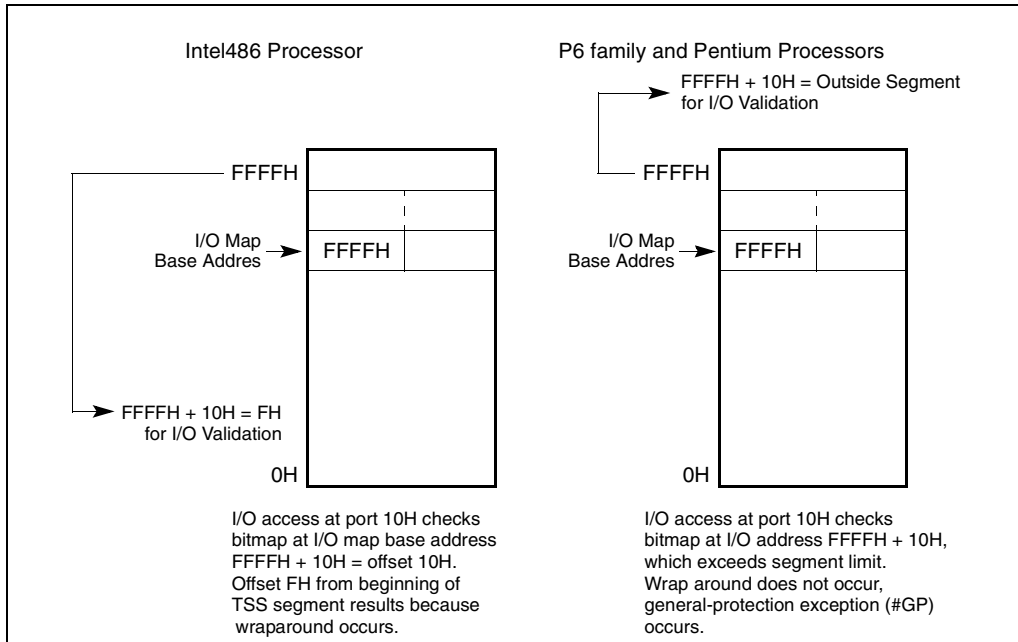 Intel486 Processor
FFFFH
I/O Map
Base Addres
FFFFH
FFFFH + 10H = FH
for I/O Validation
0H
I/O access at port 10H checks
bitmap at I/O map base address
FFFFH + 10H = offset 10H.
Offset FH from beginning of
TSS segment results because
wraparound occurs.
P6 family and Pentium Processors
FFFFH + 10H = Outside Segment
for I/O Validation
FFFFH
I/O Map
Base Addres
FFFFH
0H
I/O access at port 10H checks
bitmap at I/O address FFFFH + 10H,
which exceeds segment limit.
Wrap around does not occur,
general-protection exception (#GP)
occurs.